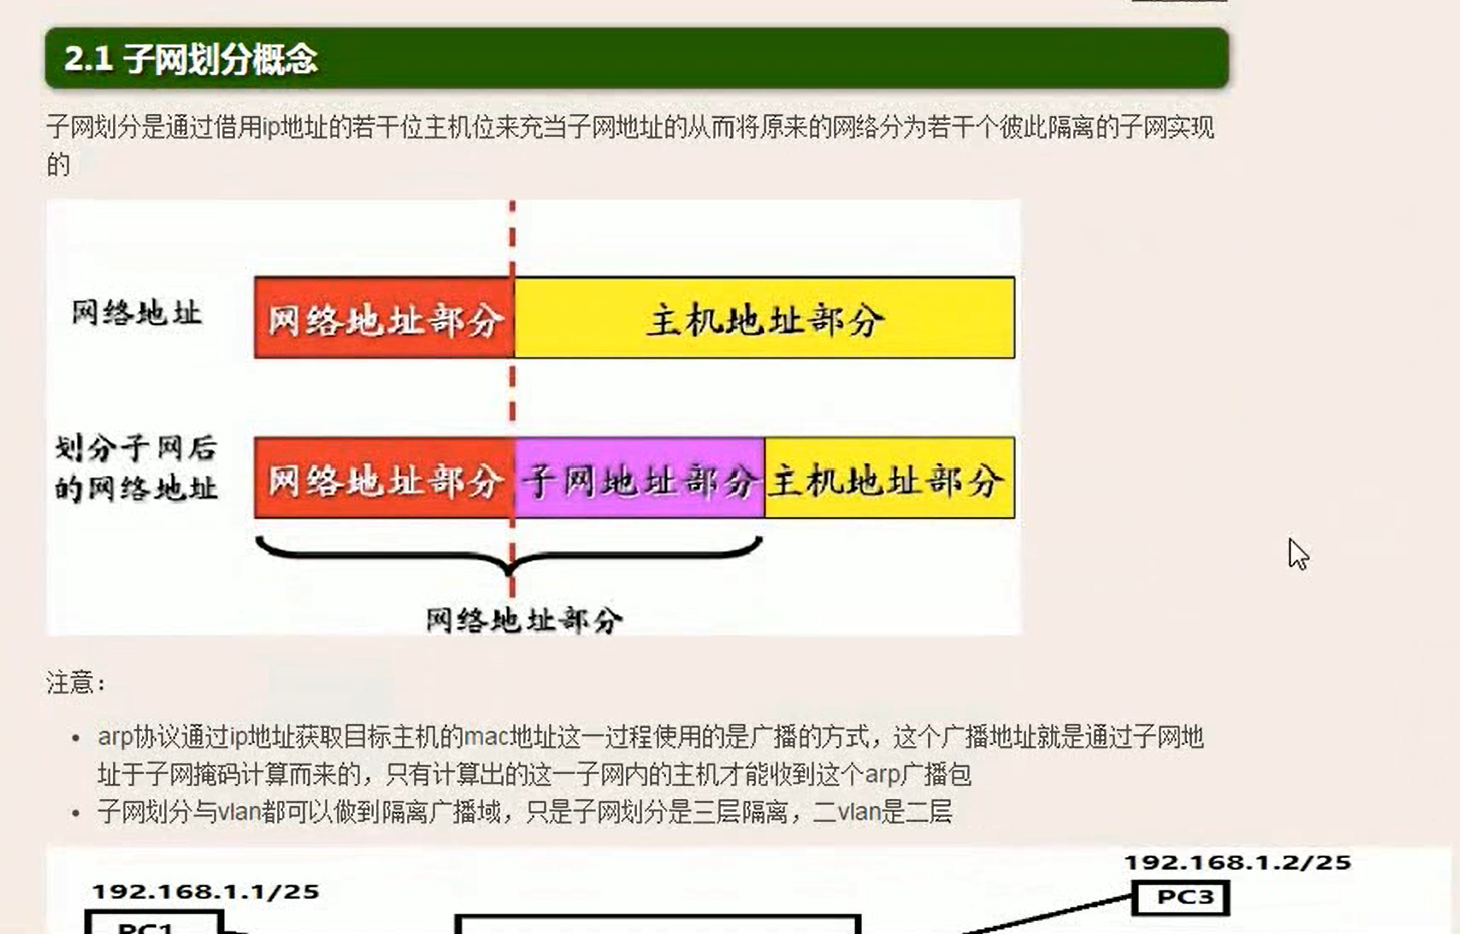 2.1 子网划分概念
子网划分是通过借用ip地址的若干位主机位来充当子网地址的从而将原来的网络分为若干个彼此隔离的子网实现
的
网络地址
网络地址部分
主机地址部分
划分子网后
的网络地址
网络地址部分
子网地址部分
主机地址部分
网络地址部分
注意：
arp协议通过ip地址获取目标主机的mac地址这一过程使用的是广播的方式，这个广播地址就是通过子网地
址于子网掩码计算而来的，只有计算出的这一子网内的主机才能收到这个arp广播包
子网划分与vlan都可以做到隔离广播域，只是子网划分是三层隔离，二vlan是二层
192.168.1.1/25
192.168.1.2/25
PC1
PC3